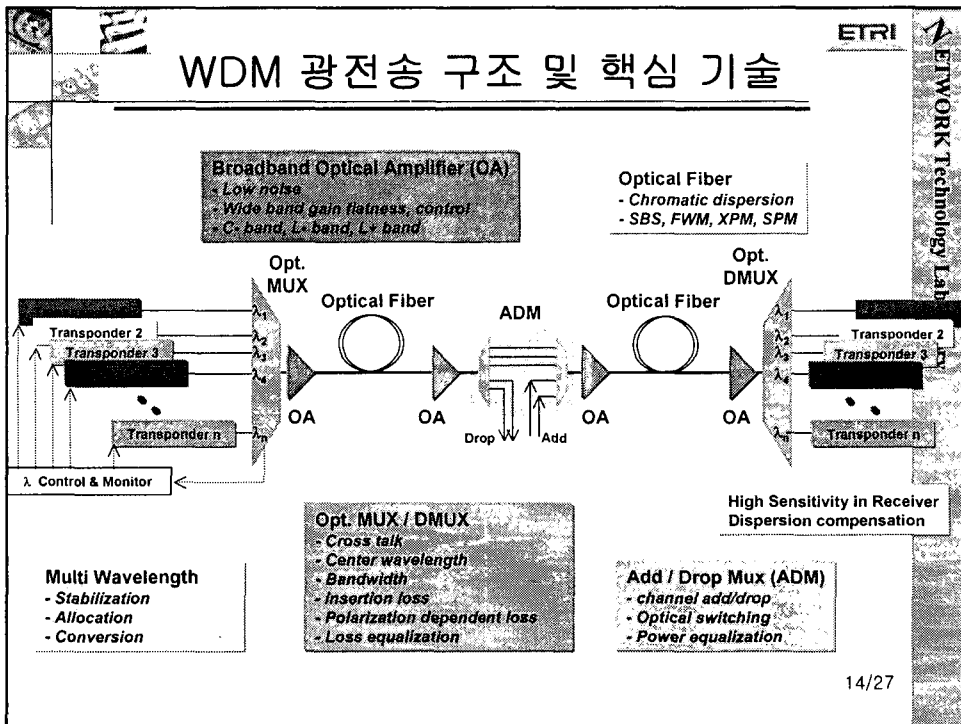 ETRI
WDM 광전송 구조 및 핵심 기술
NETWORK Technology Lab
Broadband Optical Amplifier (OA)
- Low noise
- Wide band gain flatness, control
- C- band, L- band, L+ band
Optical Fiber
- Chromatic dispersion
- SBS, FWM, XPM, SPM
Opt.
MUX
Optical Fiber
ADM
Optical Fiber
Opt.
DMUX
λ1
Transponder 2
λ2
Transponder 3
λ3
λ4
Transponder n
λn
OA
OA
Drop
Add
OA
OA
λ1
Transponder 2
λ2
Transponder 3
λ3
λ4
Transponder n
λn
λ Control & Monitor
High Sensitivity in Receiver
Dispersion compensation
Multi Wavelength
- Stabilization
- Allocation
- Conversion
Opt. MUX / DMUX
- Cross talk
- Center wavelength
- Bandwidth
- Insertion loss
- Polarization dependent loss
- Loss equalization
Add / Drop Mux (ADM)
- channel add/drop
- Optical switching
- Power equalization
14/27